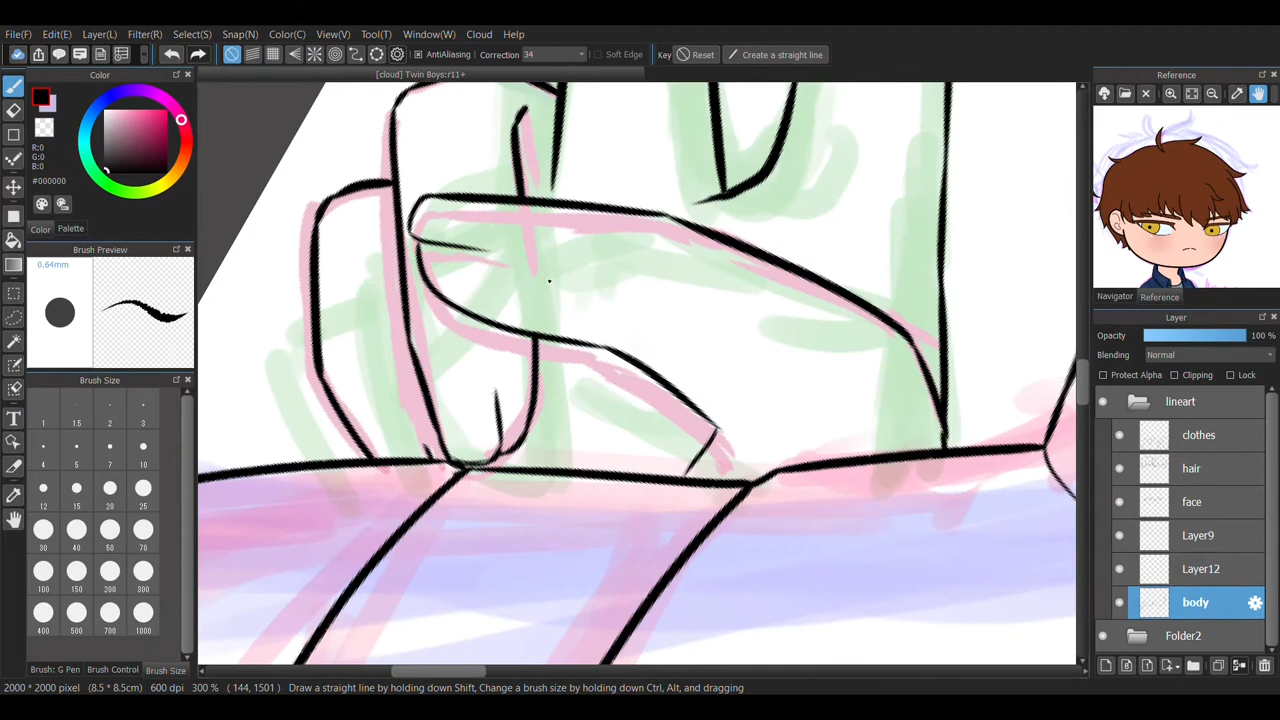 File(F) Edit(E) Layer(L) Filter(R) Select(S) Snap(N) Color(C) View(V) Tool(T) Window(W) Cloud Help
AntiAliasing Correction 34 Soft Edge Key Reset Create a straight line
Color
[cloud] Twin Boys:r11+
Reference
R:0
G:0
B:0
#000000
Color Palette
Brush Preview
0.64mm
Navigator Reference
Layer
Opacity 100 %
Blending Normal
Protect Alpha Clipping Lock
Brush Size
1 1.5 2 3
4 5 7 10
12 15 20 25
30 40 50 70
100 150 200 300
400 500 700 1000
lineart
clothes
hair
face
Layer9
Layer12
body
Folder2
Brush: G Pen Brush Control Brush Size
2000 * 2000 pixel (8.5 * 8.5cm) 600 dpi 300 % ( 144, 1501 ) Draw a straight line by holding down Shift, Change a brush size by holding down Ctrl, Alt, and dragging